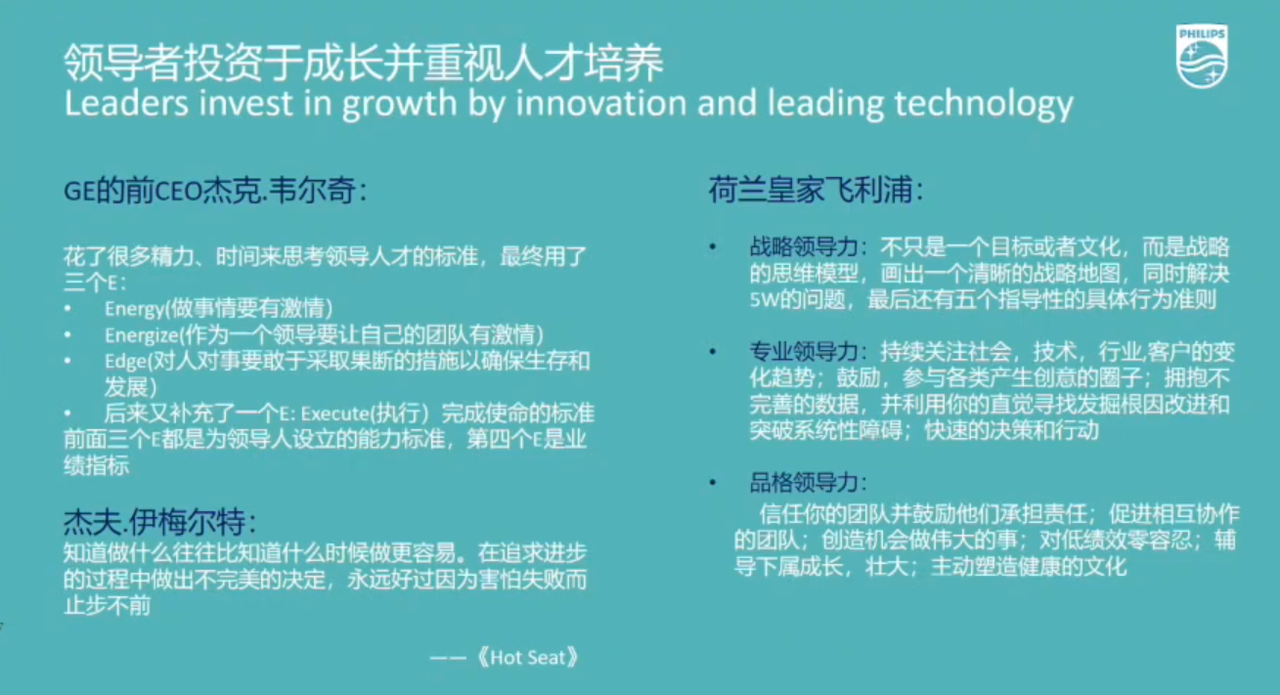 领导者投资于成长并重视人才培养
Leaders invest in growth by innovation and leading technology
PHILIPS
GE的前CEO杰克.韦尔奇：
花了很多精力、时间来思考领导人才的标准，最终用了
三个E：
• Energy(做事情要有激情）
• Energize(作为一个领导要让自己的团队有激情）
• Edge(对人对事要敢于采取果断的措施以确保生存和
发展）
• 后来又补充了一个E: Execute(执行）完成使命的标准
前面三个E都是为领导人设立的能力标准，第四个E是业
绩指标
杰夫.伊梅尔特：
知道做什么往往比知道什么时候做更容易。在追求进步
的过程中做出不完美的决定，永远好过因为害怕失败而
止步不前
——《Hot Seat》
荷兰皇家飞利浦：
• 战略领导力：不只是一个目标或者文化，而是战略
的思维模型，画出一个清晰的战略地图，同时解决
5W的问题，最后还有五个指导性的具体行为准则
• 专业领导力：持续关注社会，技术，行业,客户的变
化趋势；鼓励，参与各类产生创意的圈子；拥抱不
完善的数据，并利用你的直觉寻找发掘根因改进和
突破系统性障碍；快速的决策和行动
• 品格领导力：
信任你的团队并鼓励他们承担责任；促进相互协作
的团队；创造机会做伟大的事；对低绩效零容忍；辅
导下属成长，壮大；主动塑造健康的文化